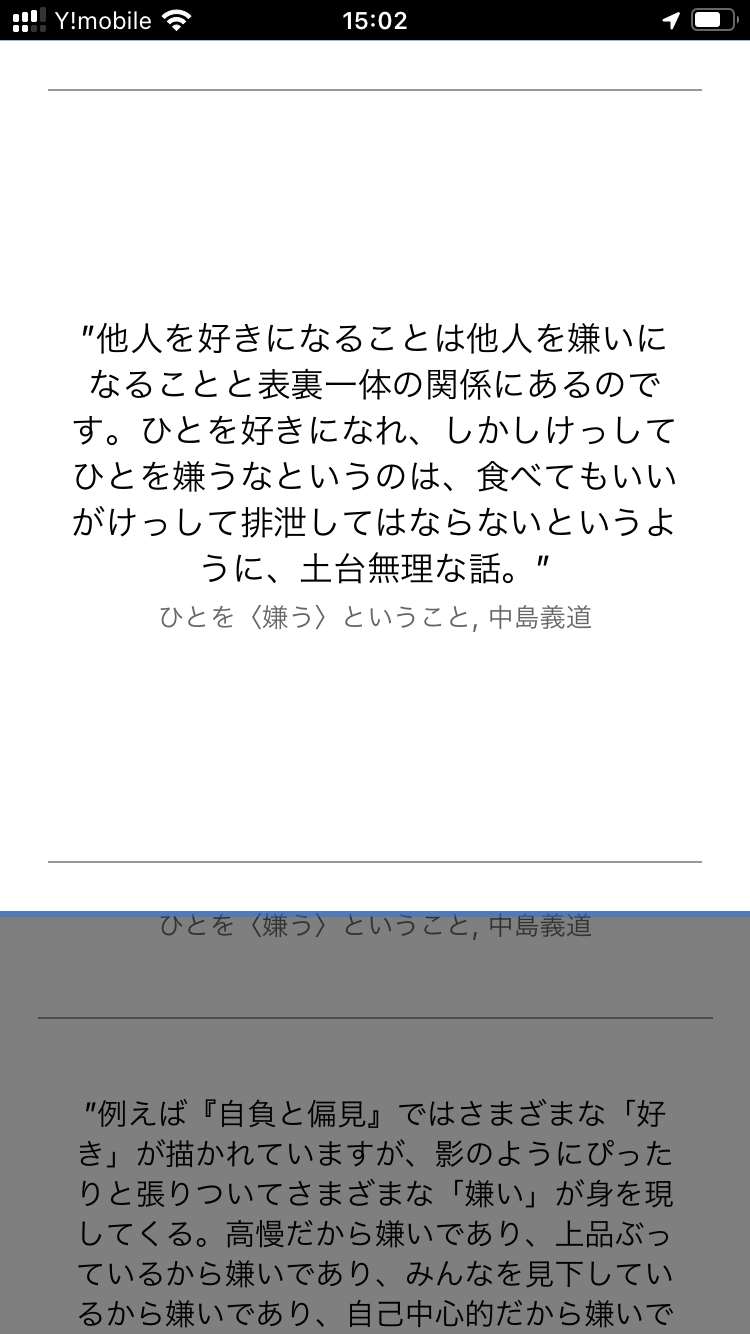 Y!mobile 15:02
"他人を好きになることは他人を嫌いに
なることと表裏一体の関係にあるので
す。ひとを好きになれ、しかしけっして
ひとを嫌うなというのは、食べてもいい
がけっして排泄してはならないというよ
うに、土台無理な話。"
ひとを〈嫌う〉ということ, 中島義道
ひとを〈嫌う〉ということ, 中島義道
"例えば『自負と偏見』ではさまざまな「好
き」が描かれていますが、影のようにぴった
りと張りついてさまざまな「嫌い」が身を現
してくる。高慢だから嫌いであり、上品ぶっ
ているから嫌いであり、みんなを見下してい
るから嫌いであり、自己中心的だから嫌いで